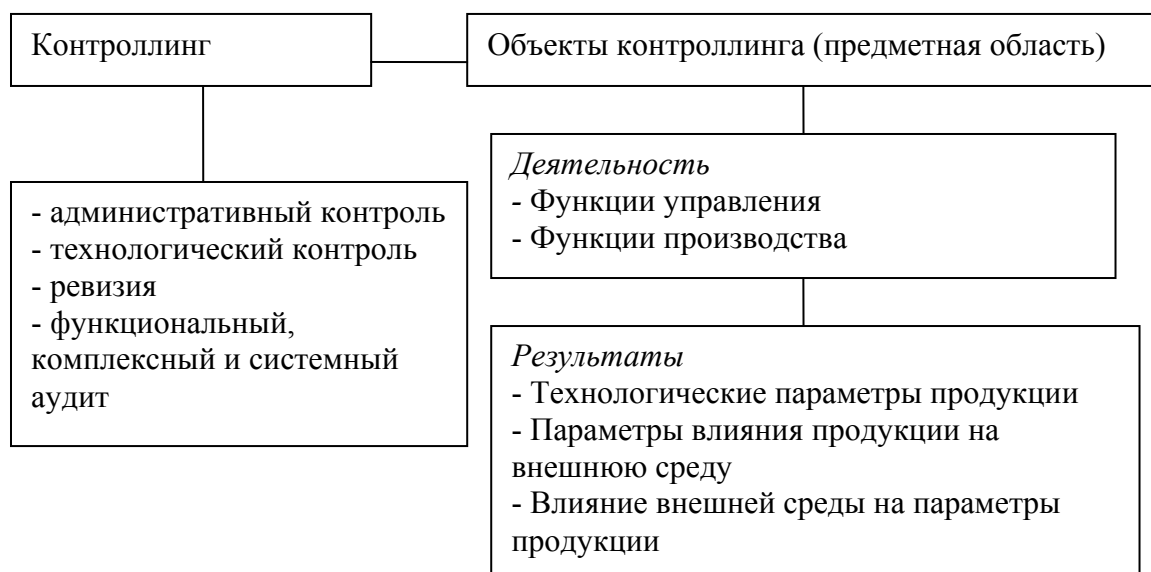 Контроллинг
Объекты контроллинга (предметная область)
- административный контроль
- технологический контроль
- ревизия
- функциональный,
комплексный и системный
аудит
Деятельность
- Функции управления
- Функции производства
Результаты
- Технологические параметры продукции
- Параметры влияния продукции на
внешнюю среду
- Влияние внешней среды на параметры
продукции